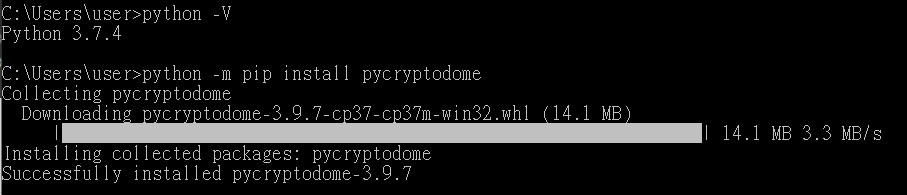 C:\Users\user>python -V
Python 3.7.4
C:\Users\user>python -m pip install pycryptodome
Collecting pycryptodome
Downloading pycryptodome-3.9.7-cp37-cp37m-win32.whl (14.1 MB)
| | 14.1 MB 3.3 MB/s
Installing collected packages: pycryptodome
Successfully installed pycryptodome-3.9.7